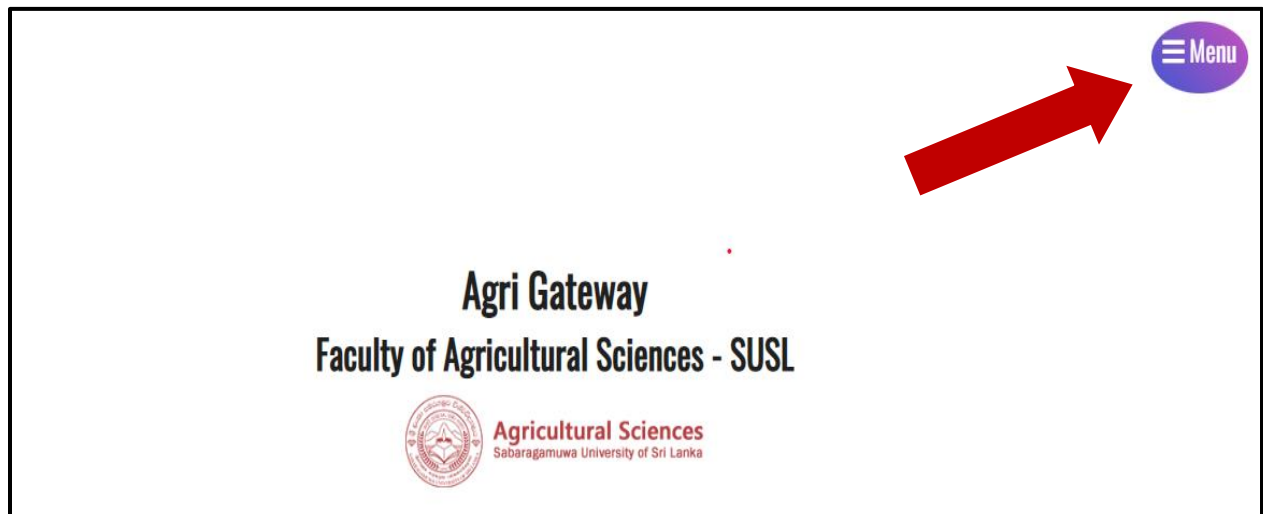 ☰ Menu
Agri Gateway
Faculty of Agricultural Sciences - SUSL
Agricultural Sciences
Sabaragamuwa University of Sri Lanka